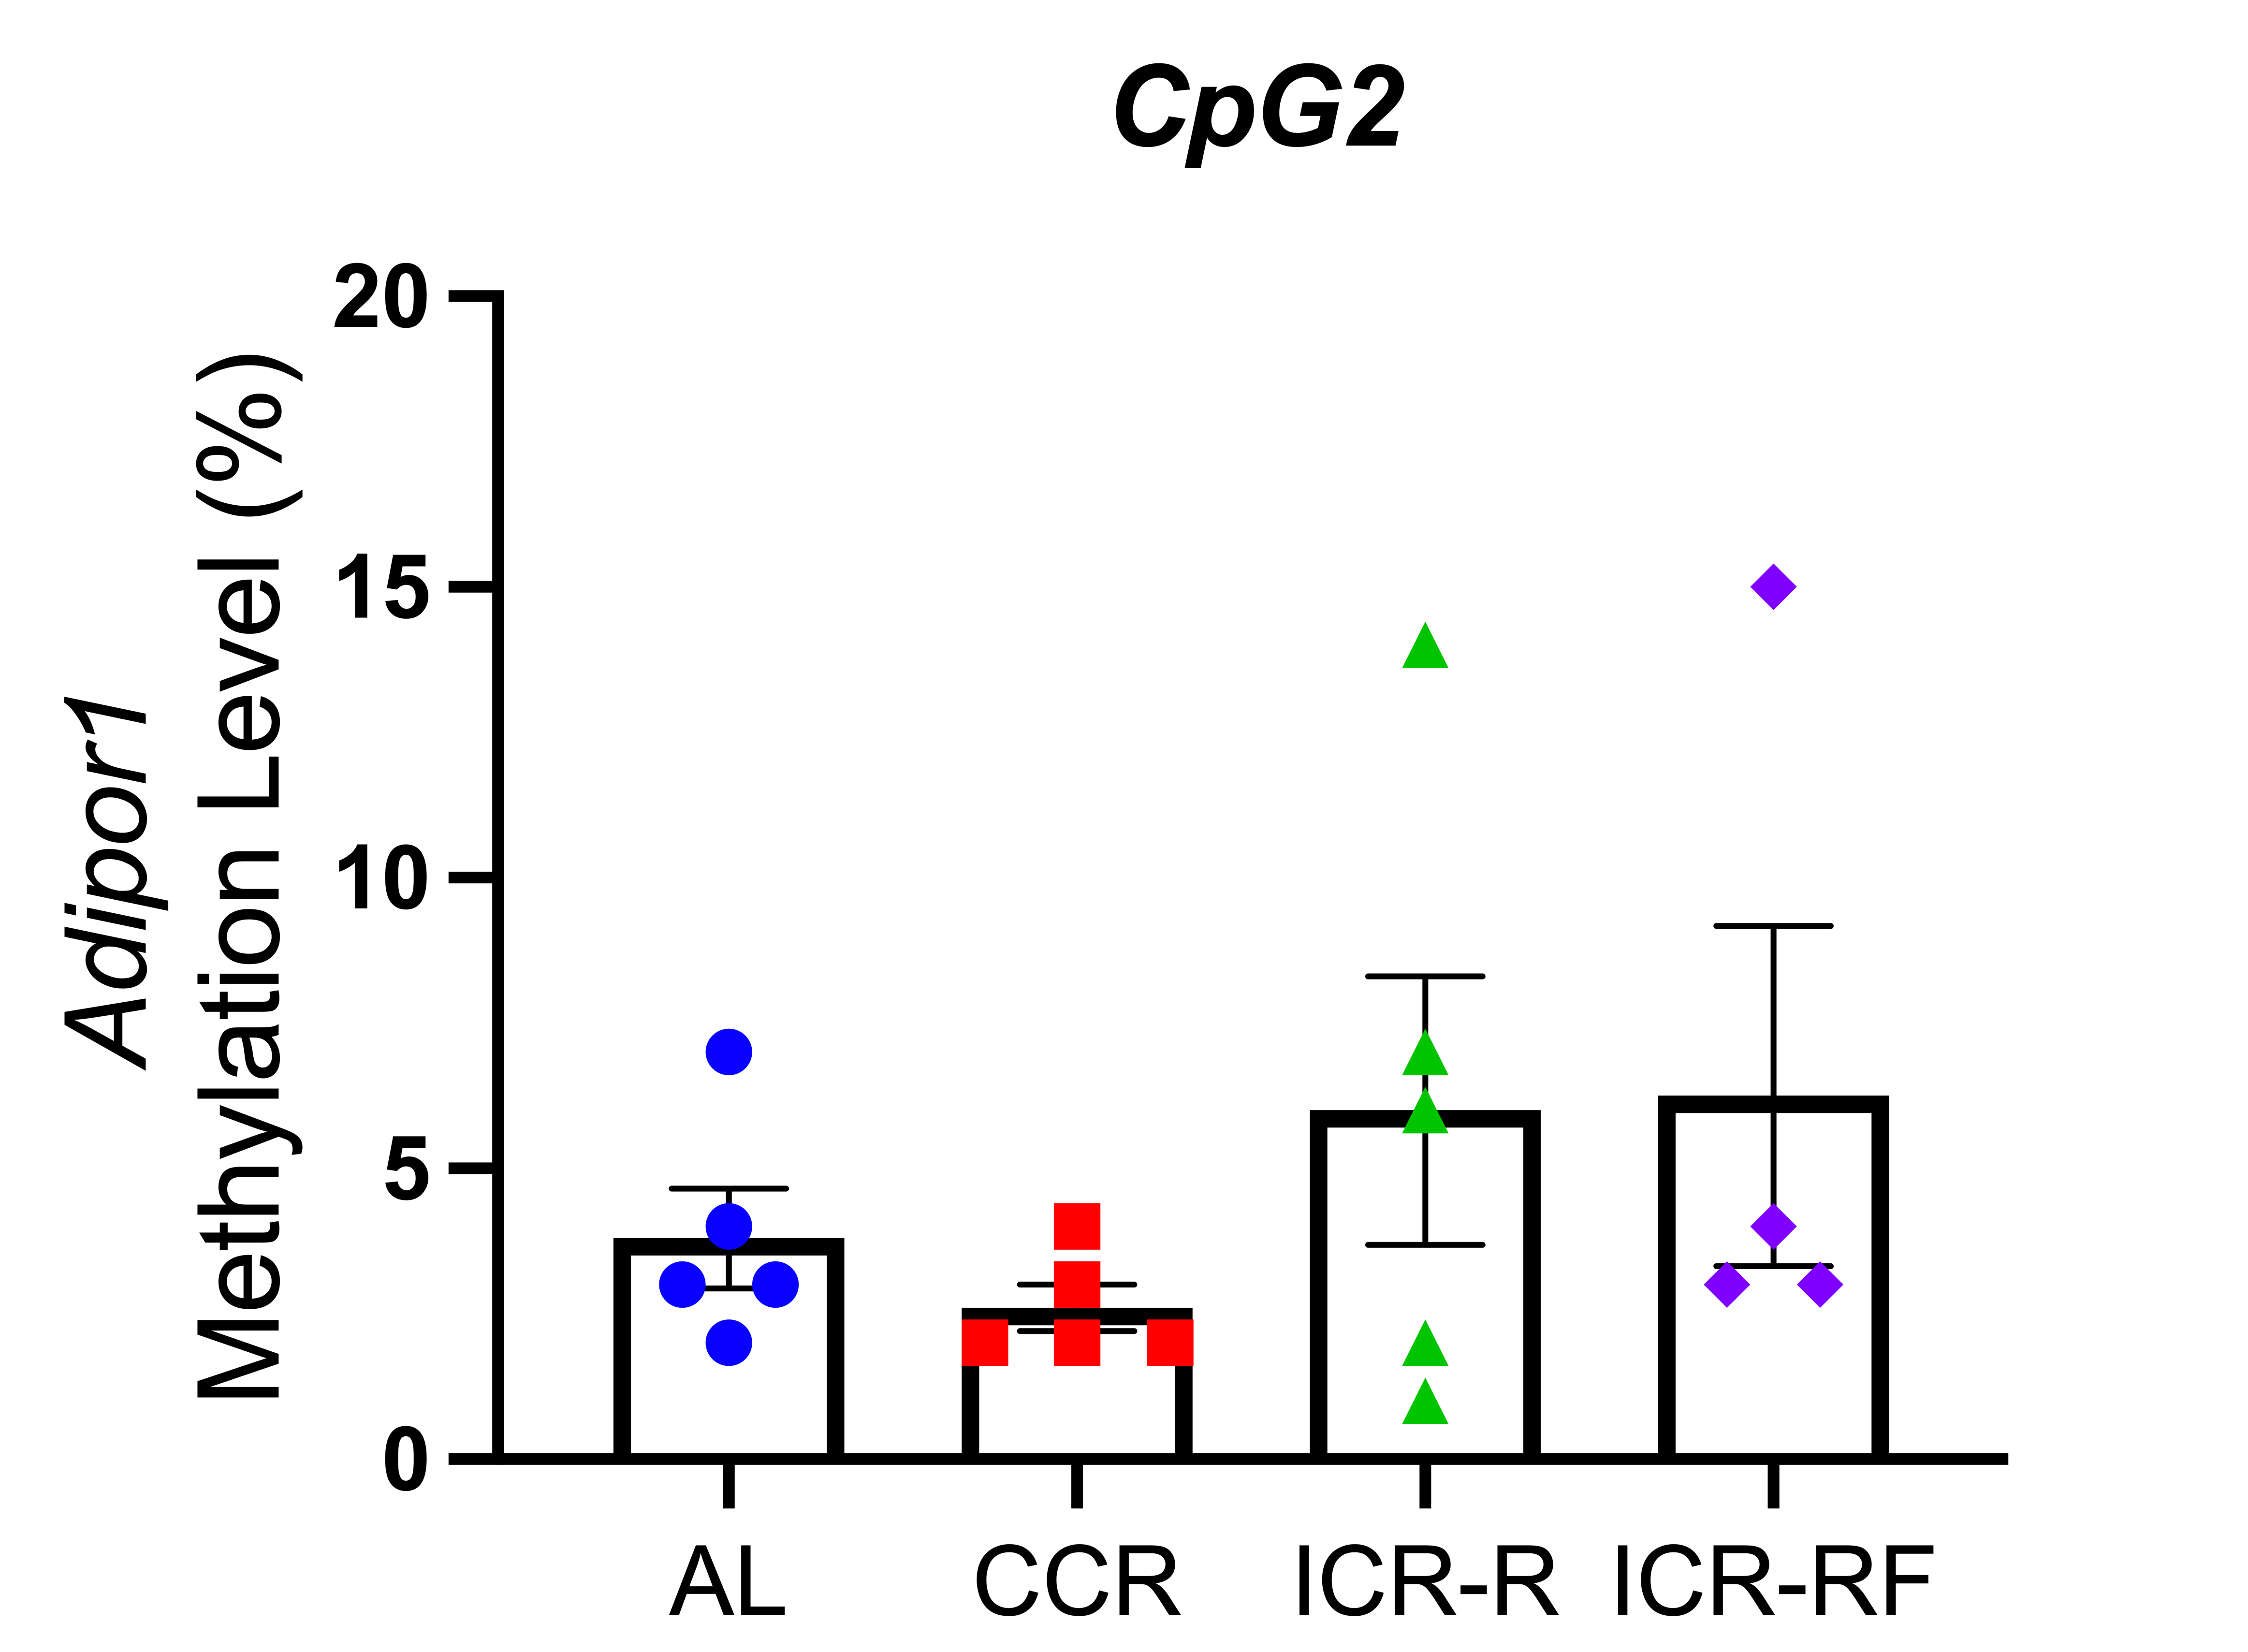 CpG2
Adipor1
Methylation Level (%)
20
15
10
5
0
AL
CCR
ICR-R
ICR-RF